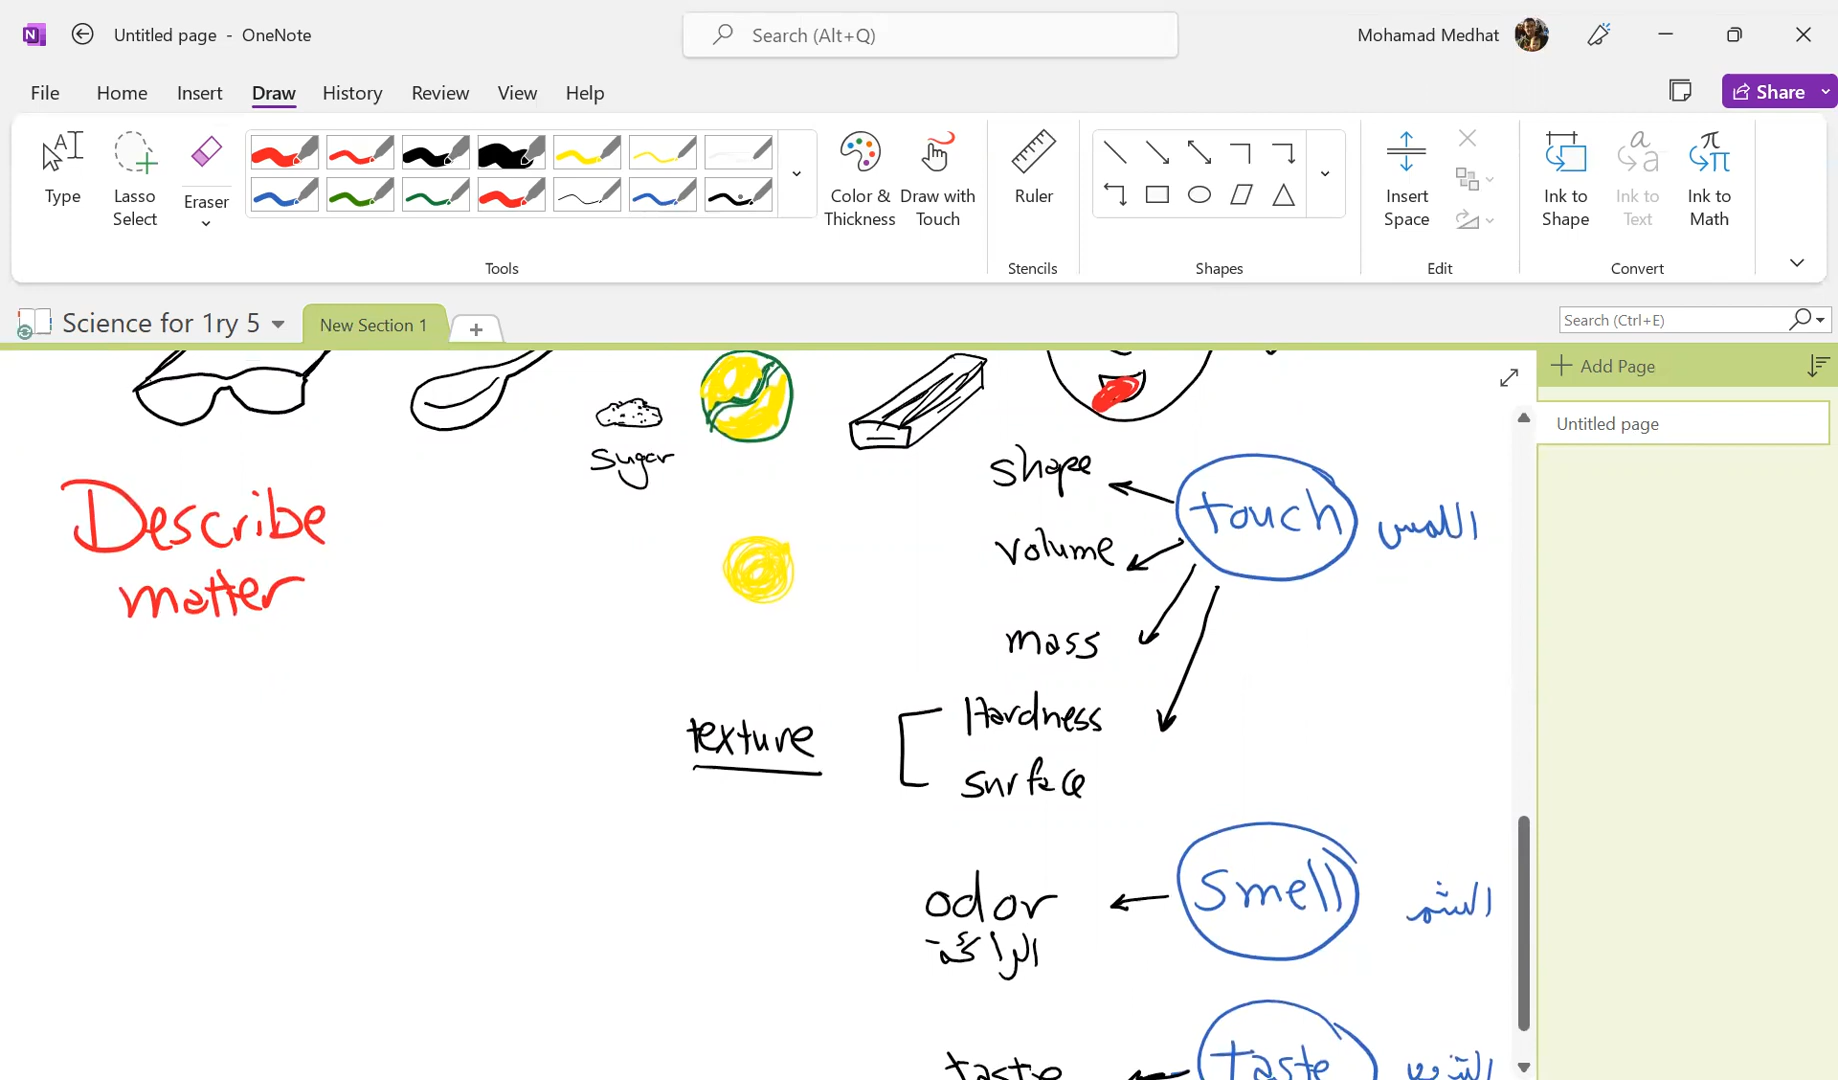 Untitled page - OneNote
Search (Alt+Q)
Mohamad Medhat
File Home Insert Draw History Review View Help
Share
Type
Lasso Select
Eraser
Color & Thickness
Draw with Touch
Ruler
Insert Space
Ink to Shape
Ink to Text
Ink to Math
Tools
Stencils
Shapes
Edit
Convert
Science for 1ry 5
New Section 1
Search (Ctrl+E)
Add Page
Untitled page
sugar
Describe
matter
shape
touch
اللمس
volume
mass
texture
Hardness
surface
smell
الشم
odor
الرائحة
taste
taste